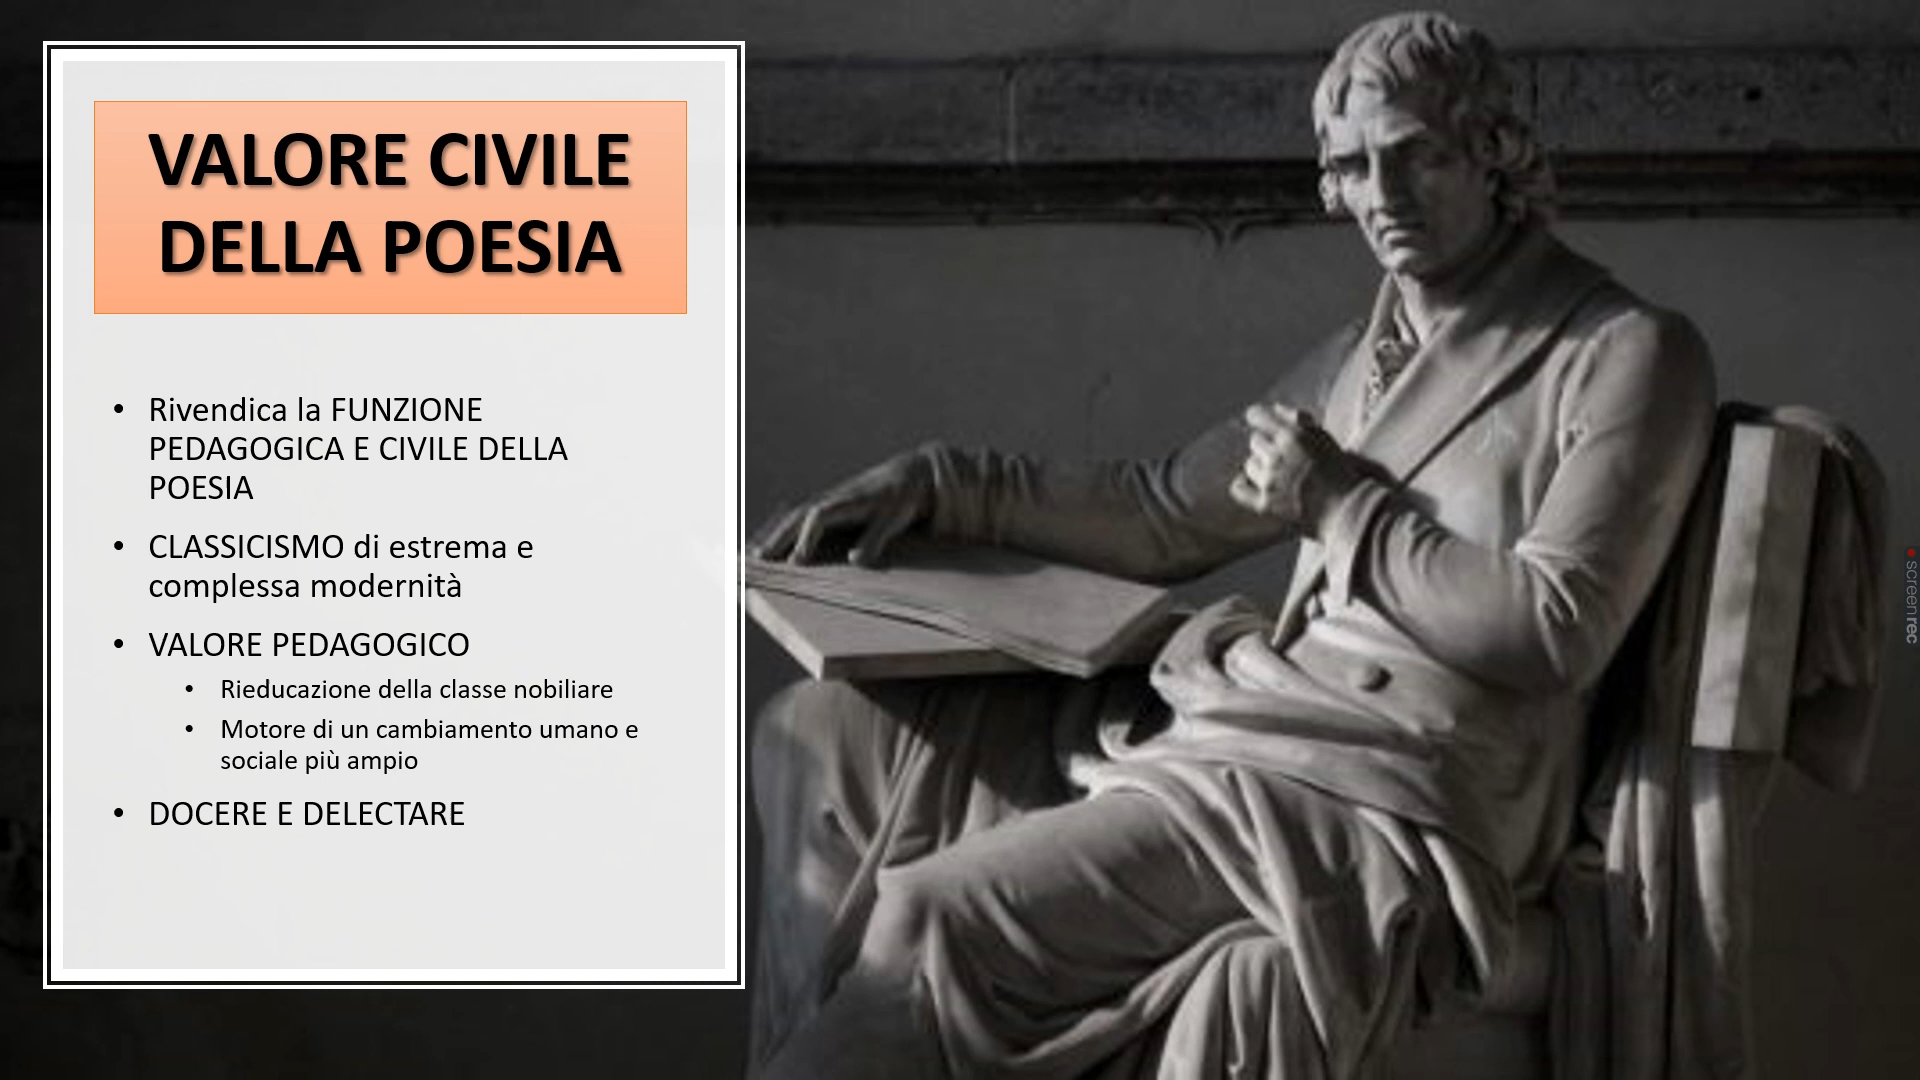 VALORE CIVILE
DELLA POESIA
• Rivendica la FUNZIONE
PEDAGOGICA E CIVILE DELLA
POESIA
• CLASSICISMO di estrema e
complessa modernità
• VALORE PEDAGOGICO
• Rieducazione della classe nobiliare
• Motore di un cambiamento umano e
sociale più ampio
• DOCERE E DELECTARE
screenrec